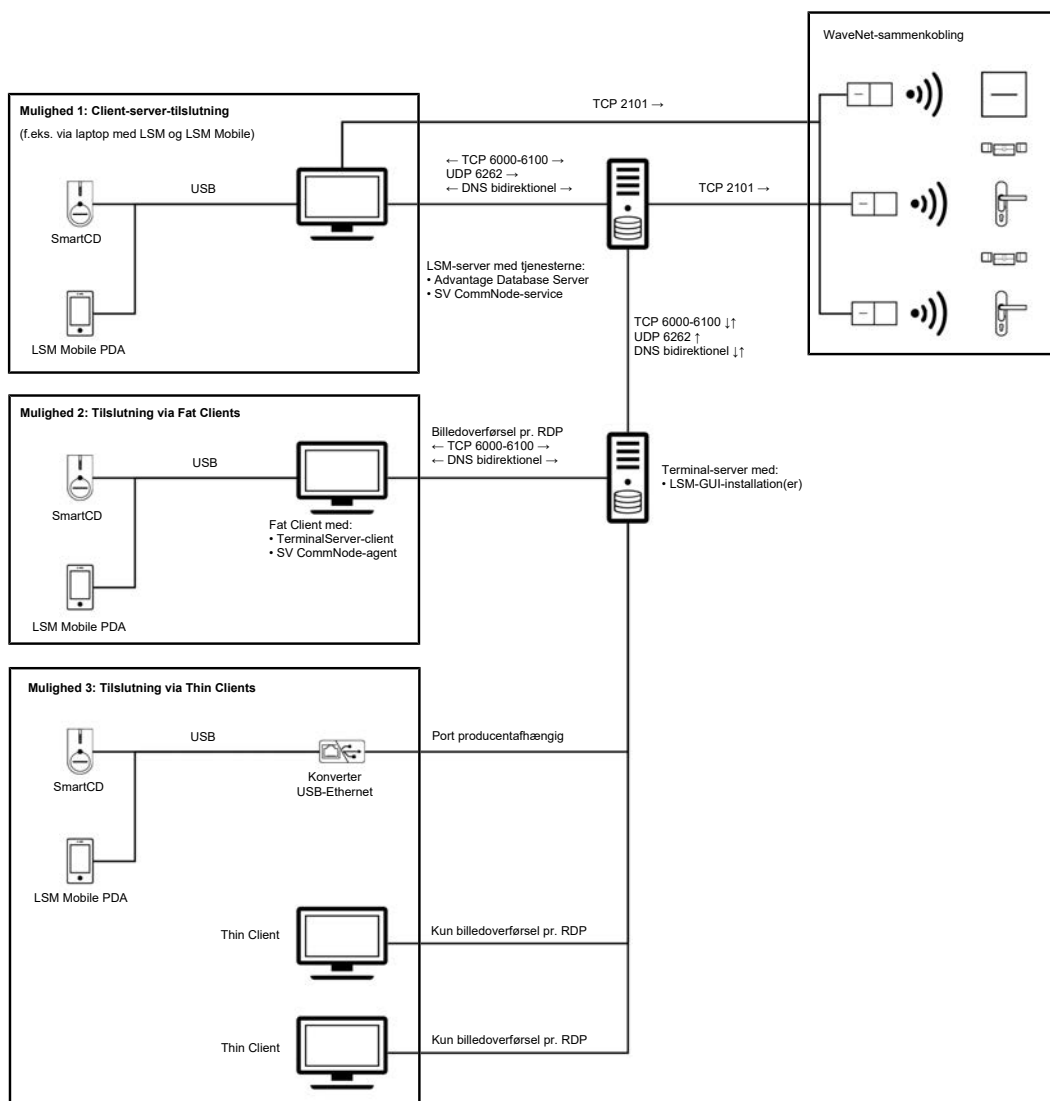 WaveNet-sammenkobling
Mulighed 1: Client-server-tilslutning
(f.eks. via laptop med LSM og LSM Mobile)
TCP 2101 →
USB
← TCP 6000-6100 →
UDP 6262 →
← DNS bidirektionel →
TCP 2101 →
SmartCD
LSM Mobile PDA
LSM-server med tjenesterne:
• Advantage Database Server
• SV CommNode-service
TCP 6000-6100 ↓↑
UDP 6262 ↑
DNS bidirektionel ↓↑
Mulighed 2: Tilslutning via Fat Clients
USB
Billedoverførsel pr. RDP
← TCP 6000-6100 →
← DNS bidirektionel →
SmartCD
Fat Client med:
• TerminalServer-client
• SV CommNode-agent
LSM Mobile PDA
Terminal-server med:
• LSM-GUI-installation(er)
Mulighed 3: Tilslutning via Thin Clients
USB
Port producentafhængig
SmartCD
Konverter
USB-Ethernet
LSM Mobile PDA
Thin Client
Kun billedoverførsel pr. RDP
Thin Client
Kun billedoverførsel pr. RDP